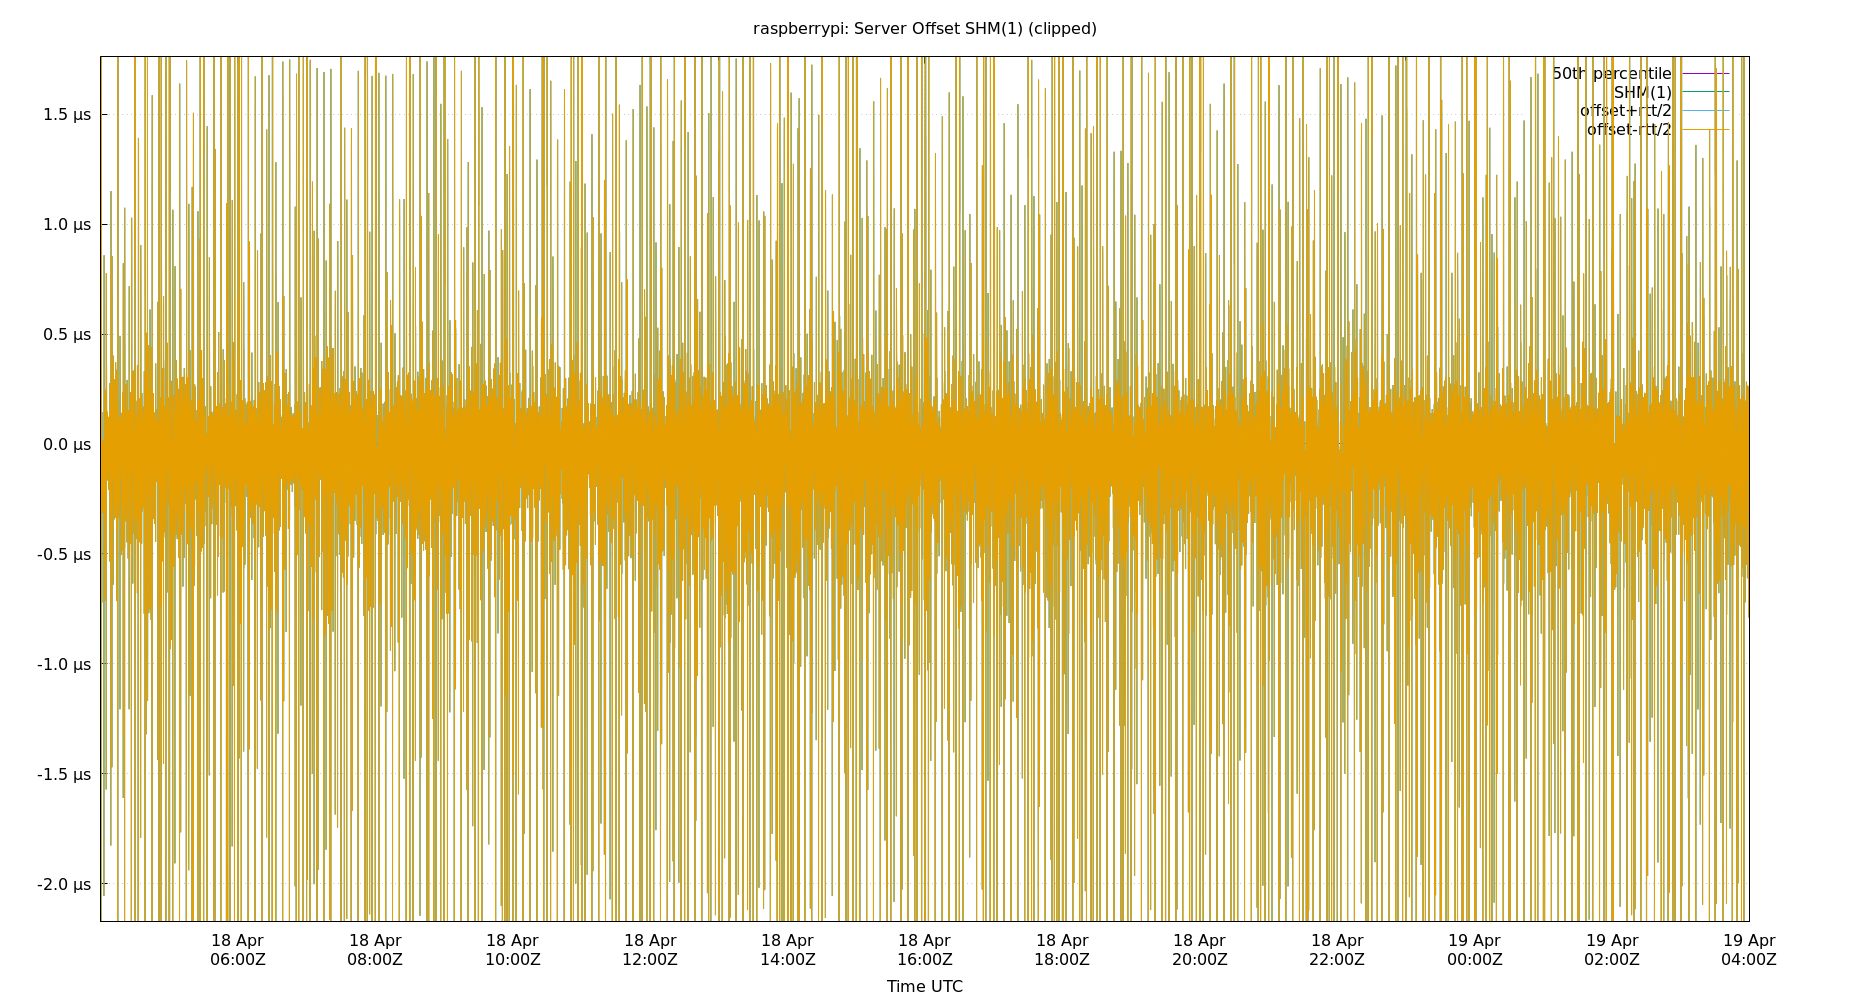 raspberrypi: Server Offset SHM(1) (clipped)
50th percentile
SHM(1)
offset+rtt/2
offset-rtt/2
1.5 µs
1.0 µs
0.5 µs
0.0 µs
-0.5 µs
-1.0 µs
-1.5 µs
-2.0 µs
18 Apr 18 Apr 18 Apr 18 Apr 18 Apr 18 Apr 18 Apr 18 Apr 18 Apr 19 Apr 19 Apr 19 Apr
06:00Z 08:00Z 10:00Z 12:00Z 14:00Z 16:00Z 18:00Z 20:00Z 22:00Z 00:00Z 02:00Z 04:00Z
Time UTC